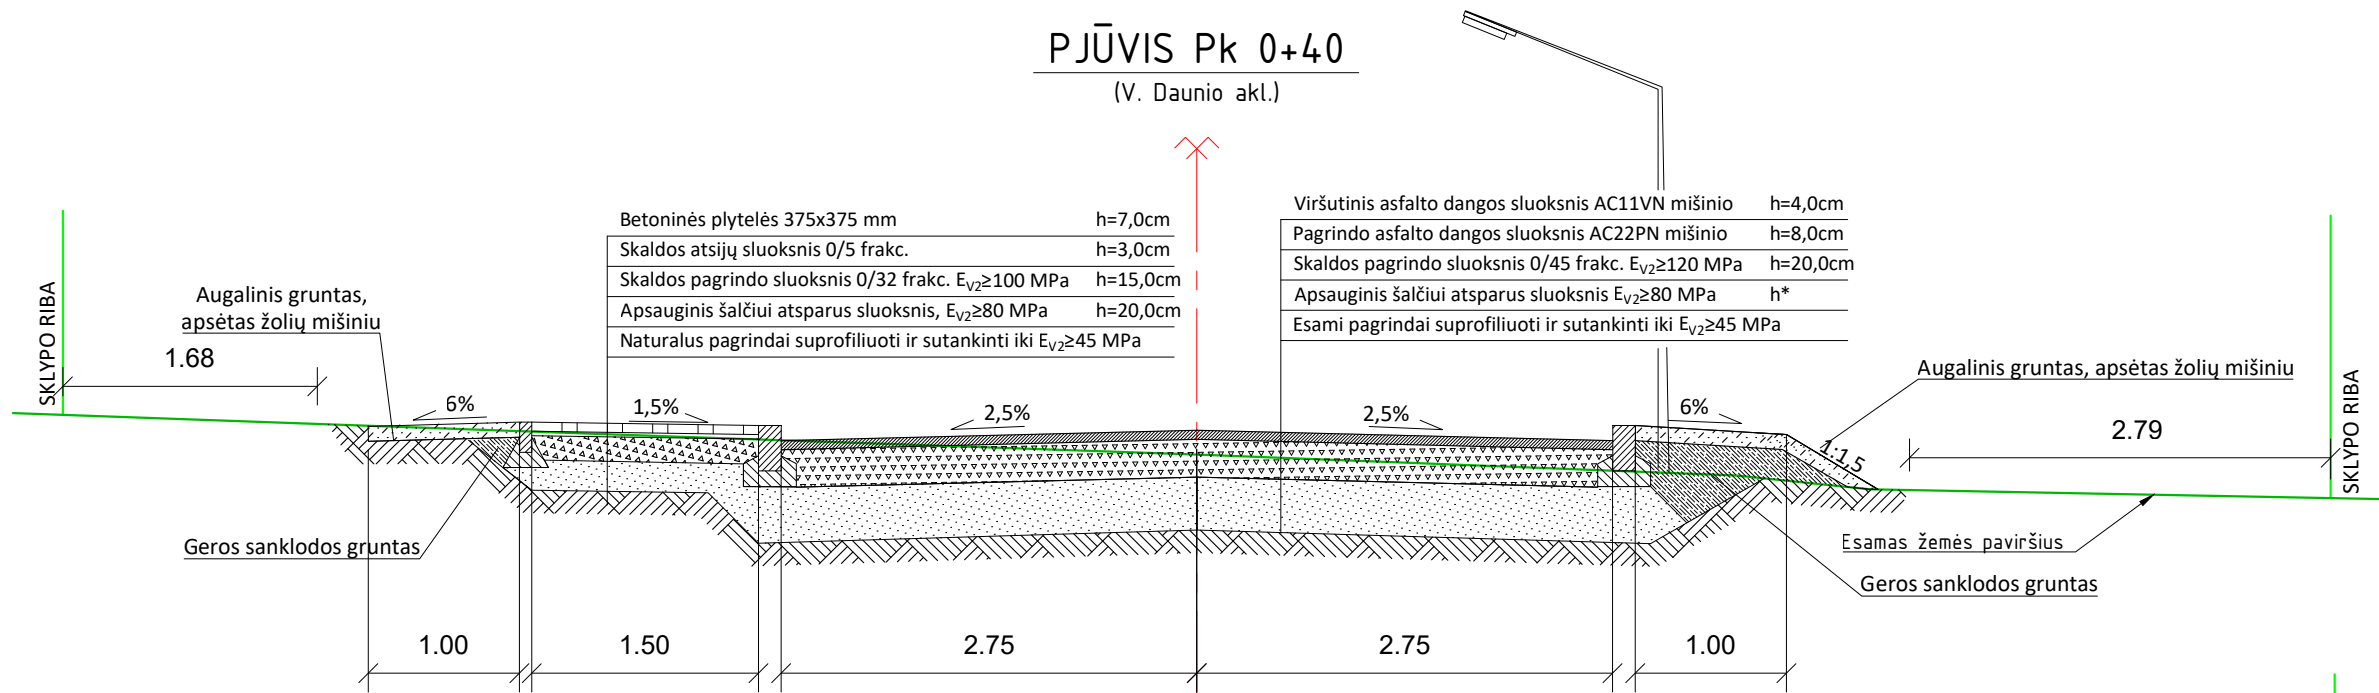 PJŪVIS Pk 0+40
(V. Daunio akl.)
Betoninės plytelės 375x375 mm h=7,0cm
Skaldos atsijų sluoksnis 0/5 frakc. h=3,0cm
Skaldos pagrindo sluoksnis 0/32 frakc. EV2≥100 MPa h=15,0cm
Apsauginis šalčiui atsparus sluoksnis, EV2≥80 MPa h=20,0cm
Naturalus pagrindai suprofiliuoti ir sutankinti iki EV2≥45 MPa
Viršutinis asfalto dangos sluoksnis AC11VN mišinio h=4,0cm
Pagrindo asfalto dangos sluoksnis AC22PN mišinio h=8,0cm
Skaldos pagrindo sluoksnis 0/45 frakc. EV2≥120 MPa h=20,0cm
Apsauginis šalčiui atsparus sluoksnis EV2≥80 MPa h*
Esami pagrindai suprofiliuoti ir sutankinti iki EV2≥45 MPa
SKLYPO RIBA
Augalinis gruntas,
apsėtas žolių mišiniu
1.68
6%
1,5%
2,5%
2,5%
6%
1:1,5
Augalinis gruntas, apsėtas žolių mišiniu
2.79
SKLYPO RIBA
Geros sanklodos gruntas
Esamas žemės paviršius
Geros sanklodos gruntas
1.00
1.50
2.75
2.75
1.00